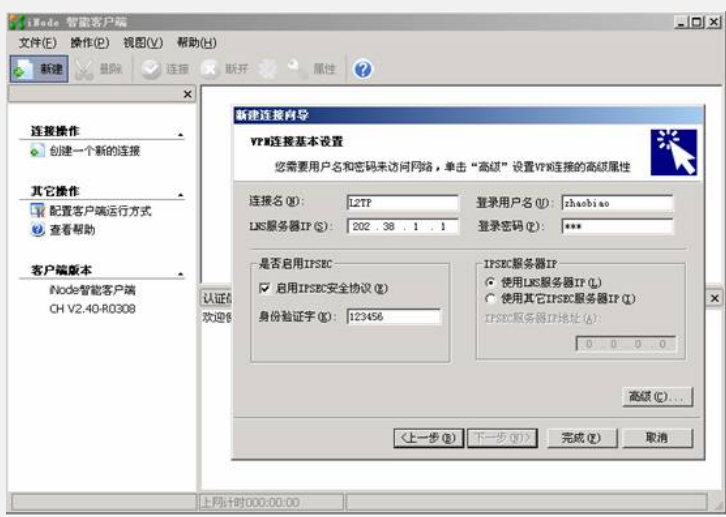 iNode 智能客户端
文件(F) 操作(P) 视图(V) 帮助(H)
新建 删除 连接 断开 属性
连接操作
创建一个新的连接
其它操作
配置客户端运行方式
查看帮助
客户端版本
iNode智能客户端
CH V2.40-R0308
新建连接向导
VPN连接基本设置
您需要用户名和密码来访问网络，单击“高级”设置VPN连接的高级属性
连接名(N): L2TP 登录用户名(U): zhaobiao
LNS服务器IP(S): 202 . 38 . 1 . 1 登录密码(P): ***
是否启用IPSEC
启用IPSEC安全协议(E)
身份验证字(K): 123456
IPSEC服务器IP
使用LNS服务器IP(L)
使用其它IPSEC服务器IP(I)
IPSEC服务器IP地址(A):
0 . 0 . 0 . 0
高级(C)...
<上一步(B) 下一步(N)> 完成(F) 取消
认证
欢迎
上网计时000:00:00